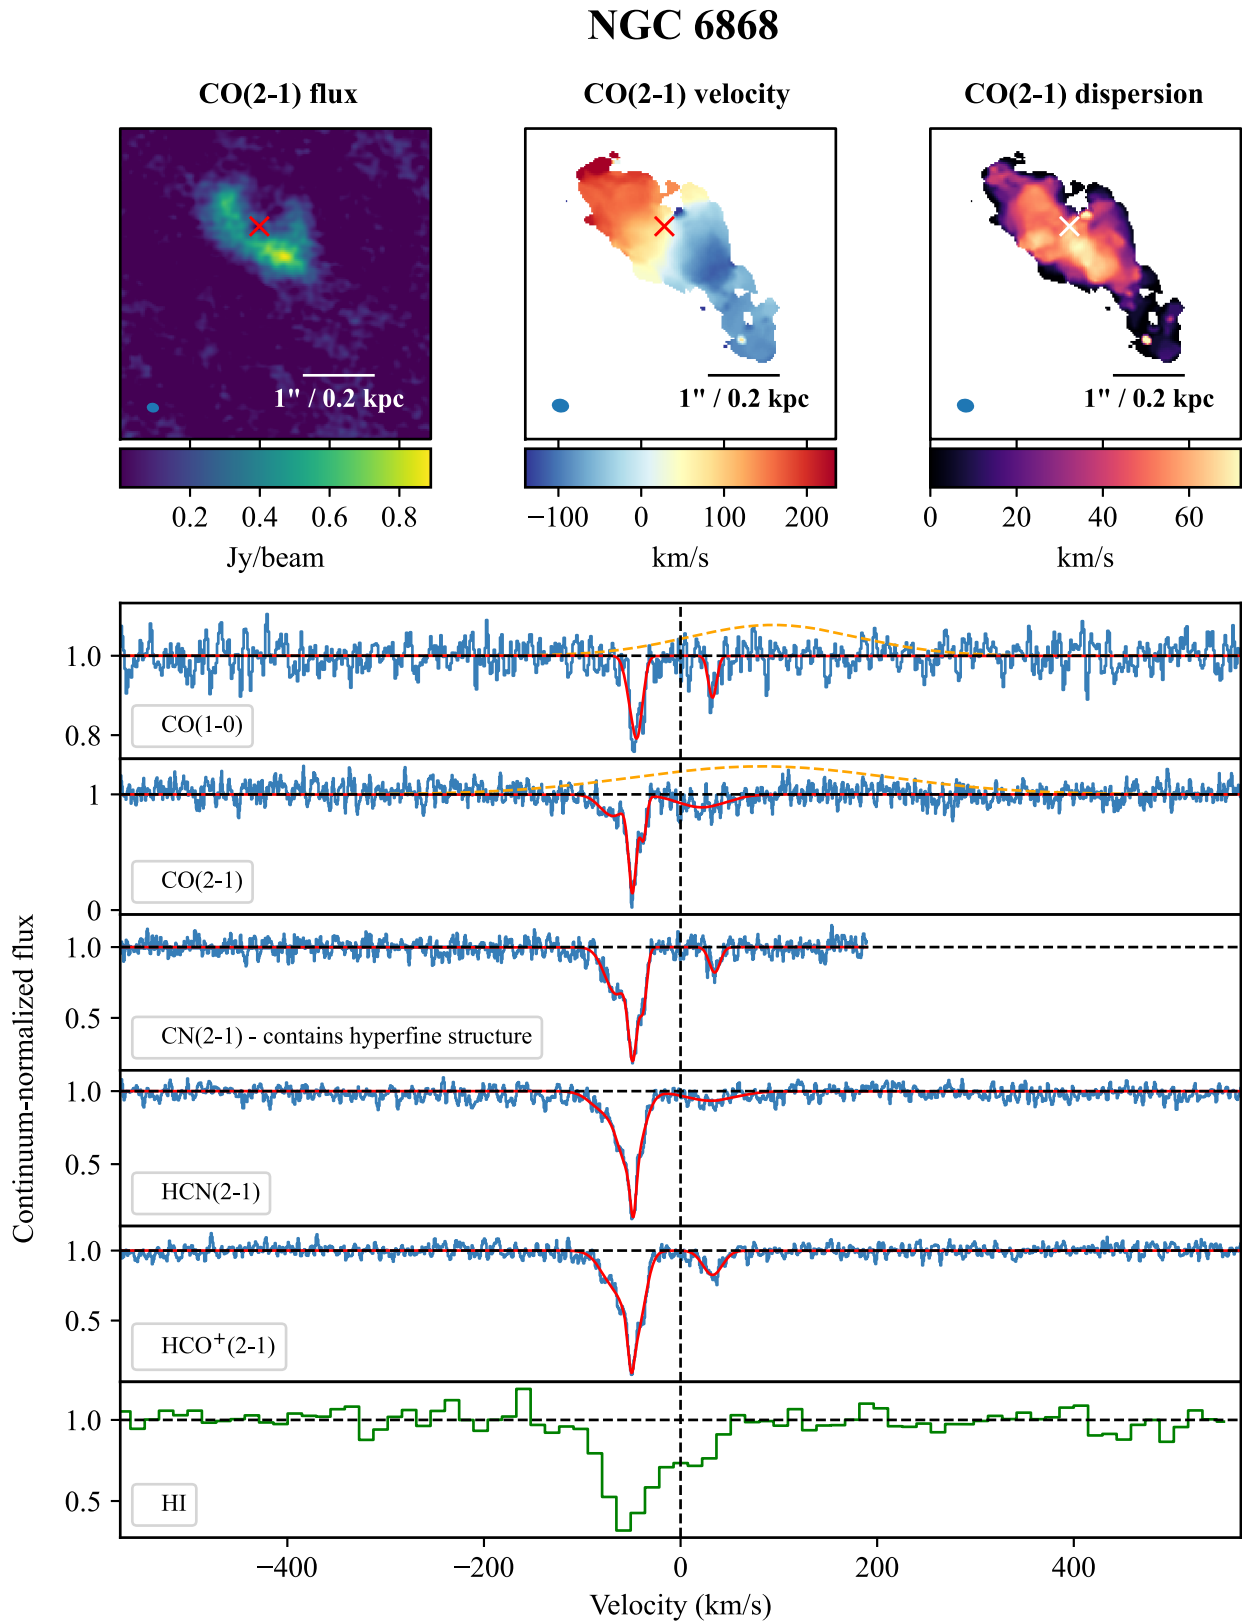 NGC 6868
CO(2-1) flux
CO(2-1) velocity
CO(2-1) dispersion
1" / 0.2 kpc
1" / 0.2 kpc
1" / 0.2 kpc
0.2 0.4 0.6 0.8
−100 0 100 200
0 20 40 60
Jy/beam
km/s
km/s
Continuum-normalized flux
1.0
0.8
CO(1-0)
1
0
CO(2-1)
1.0
0.5
CN(2-1) - contains hyperfine structure
1.0
0.5
HCN(2-1)
1.0
0.5
HCO⁺(2-1)
1.0
0.5
HI
−400 −200 0 200 400
Velocity (km/s)